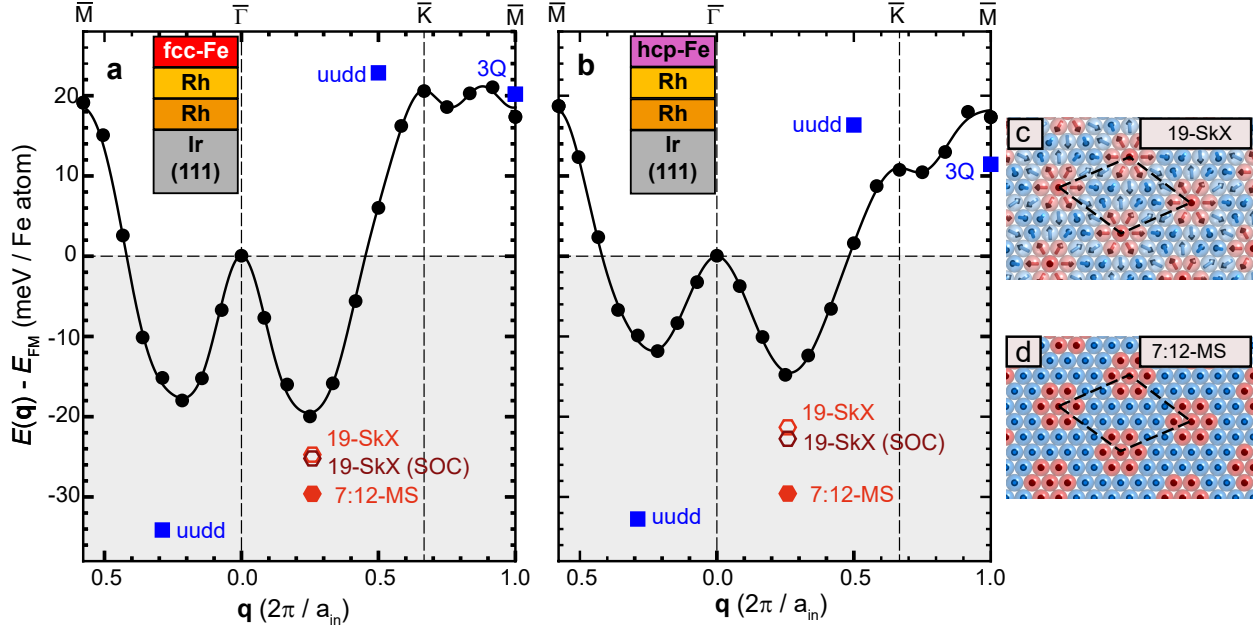 M̅ Γ̅ K̅ M̅
M̅ Γ̅ K̅ M̅
E(q) - E_FM (meV / Fe atom)
20
10
0
-10
-20
-30
a
fcc-Fe
Rh
Rh
Ir
(111)
uudd
3Q
19-SkX
19-SkX (SOC)
7:12-MS
uudd
0.5 0.0 0.5 1.0
q (2π / a_in)
b
hcp-Fe
Rh
Rh
Ir
(111)
uudd
3Q
19-SkX
19-SkX (SOC)
7:12-MS
uudd
0.5 0.0 0.5 1.0
q (2π / a_in)
c 19-SkX
d 7:12-MS